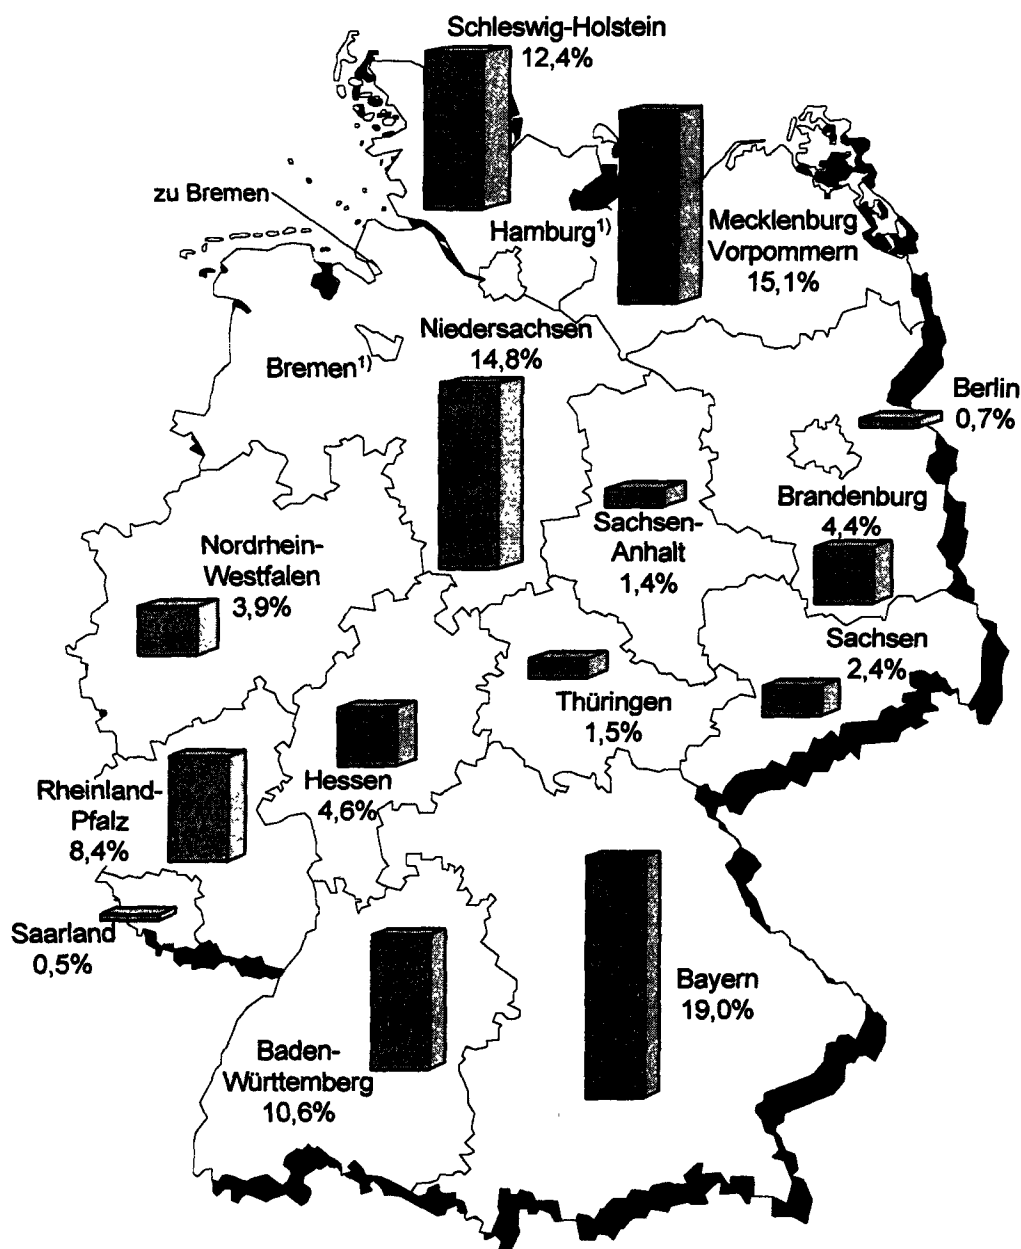 Schleswig-Holstein
12,4%
zu Bremen
Hamburg¹⁾
Mecklenburg
Vorpommern
15,1%
Niedersachsen
14,8%
Bremen¹⁾
Berlin
0,7%
Brandenburg
4,4%
Sachsen-
Anhalt
1,4%
Nordrhein-
Westfalen
3,9%
Sachsen
2,4%
Thüringen
1,5%
Hessen
4,6%
Rheinland-
Pfalz
8,4%
Saarland
0,5%
Bayern
19,0%
Baden-
Württemberg
10,6%